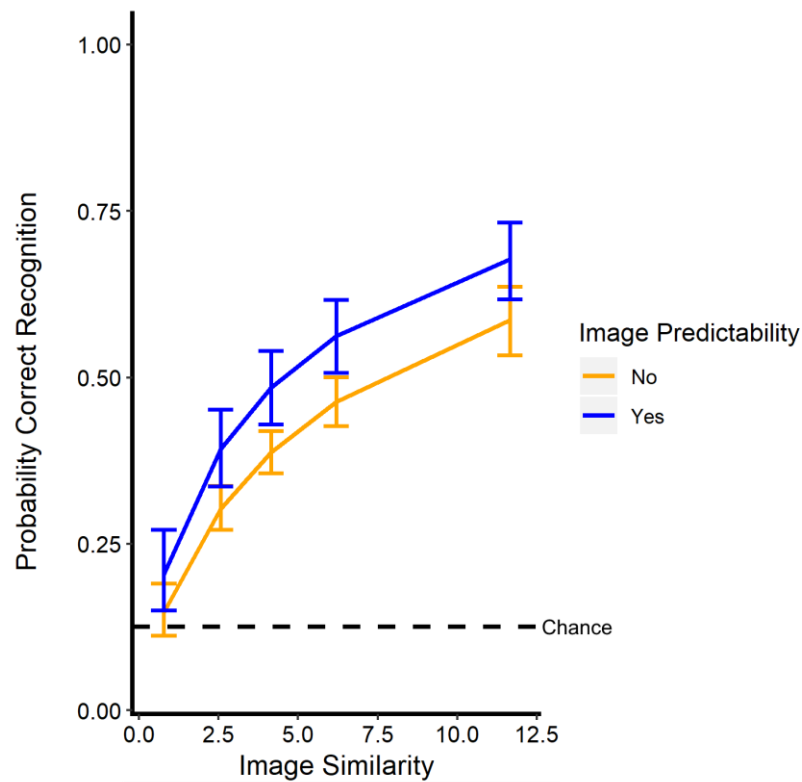 1.00
0.75
0.50
0.25
0.00
Probability Correct Recognition
Chance
0.0 2.5 5.0 7.5 10.0 12.5
Image Similarity
Image Predictability
No
Yes